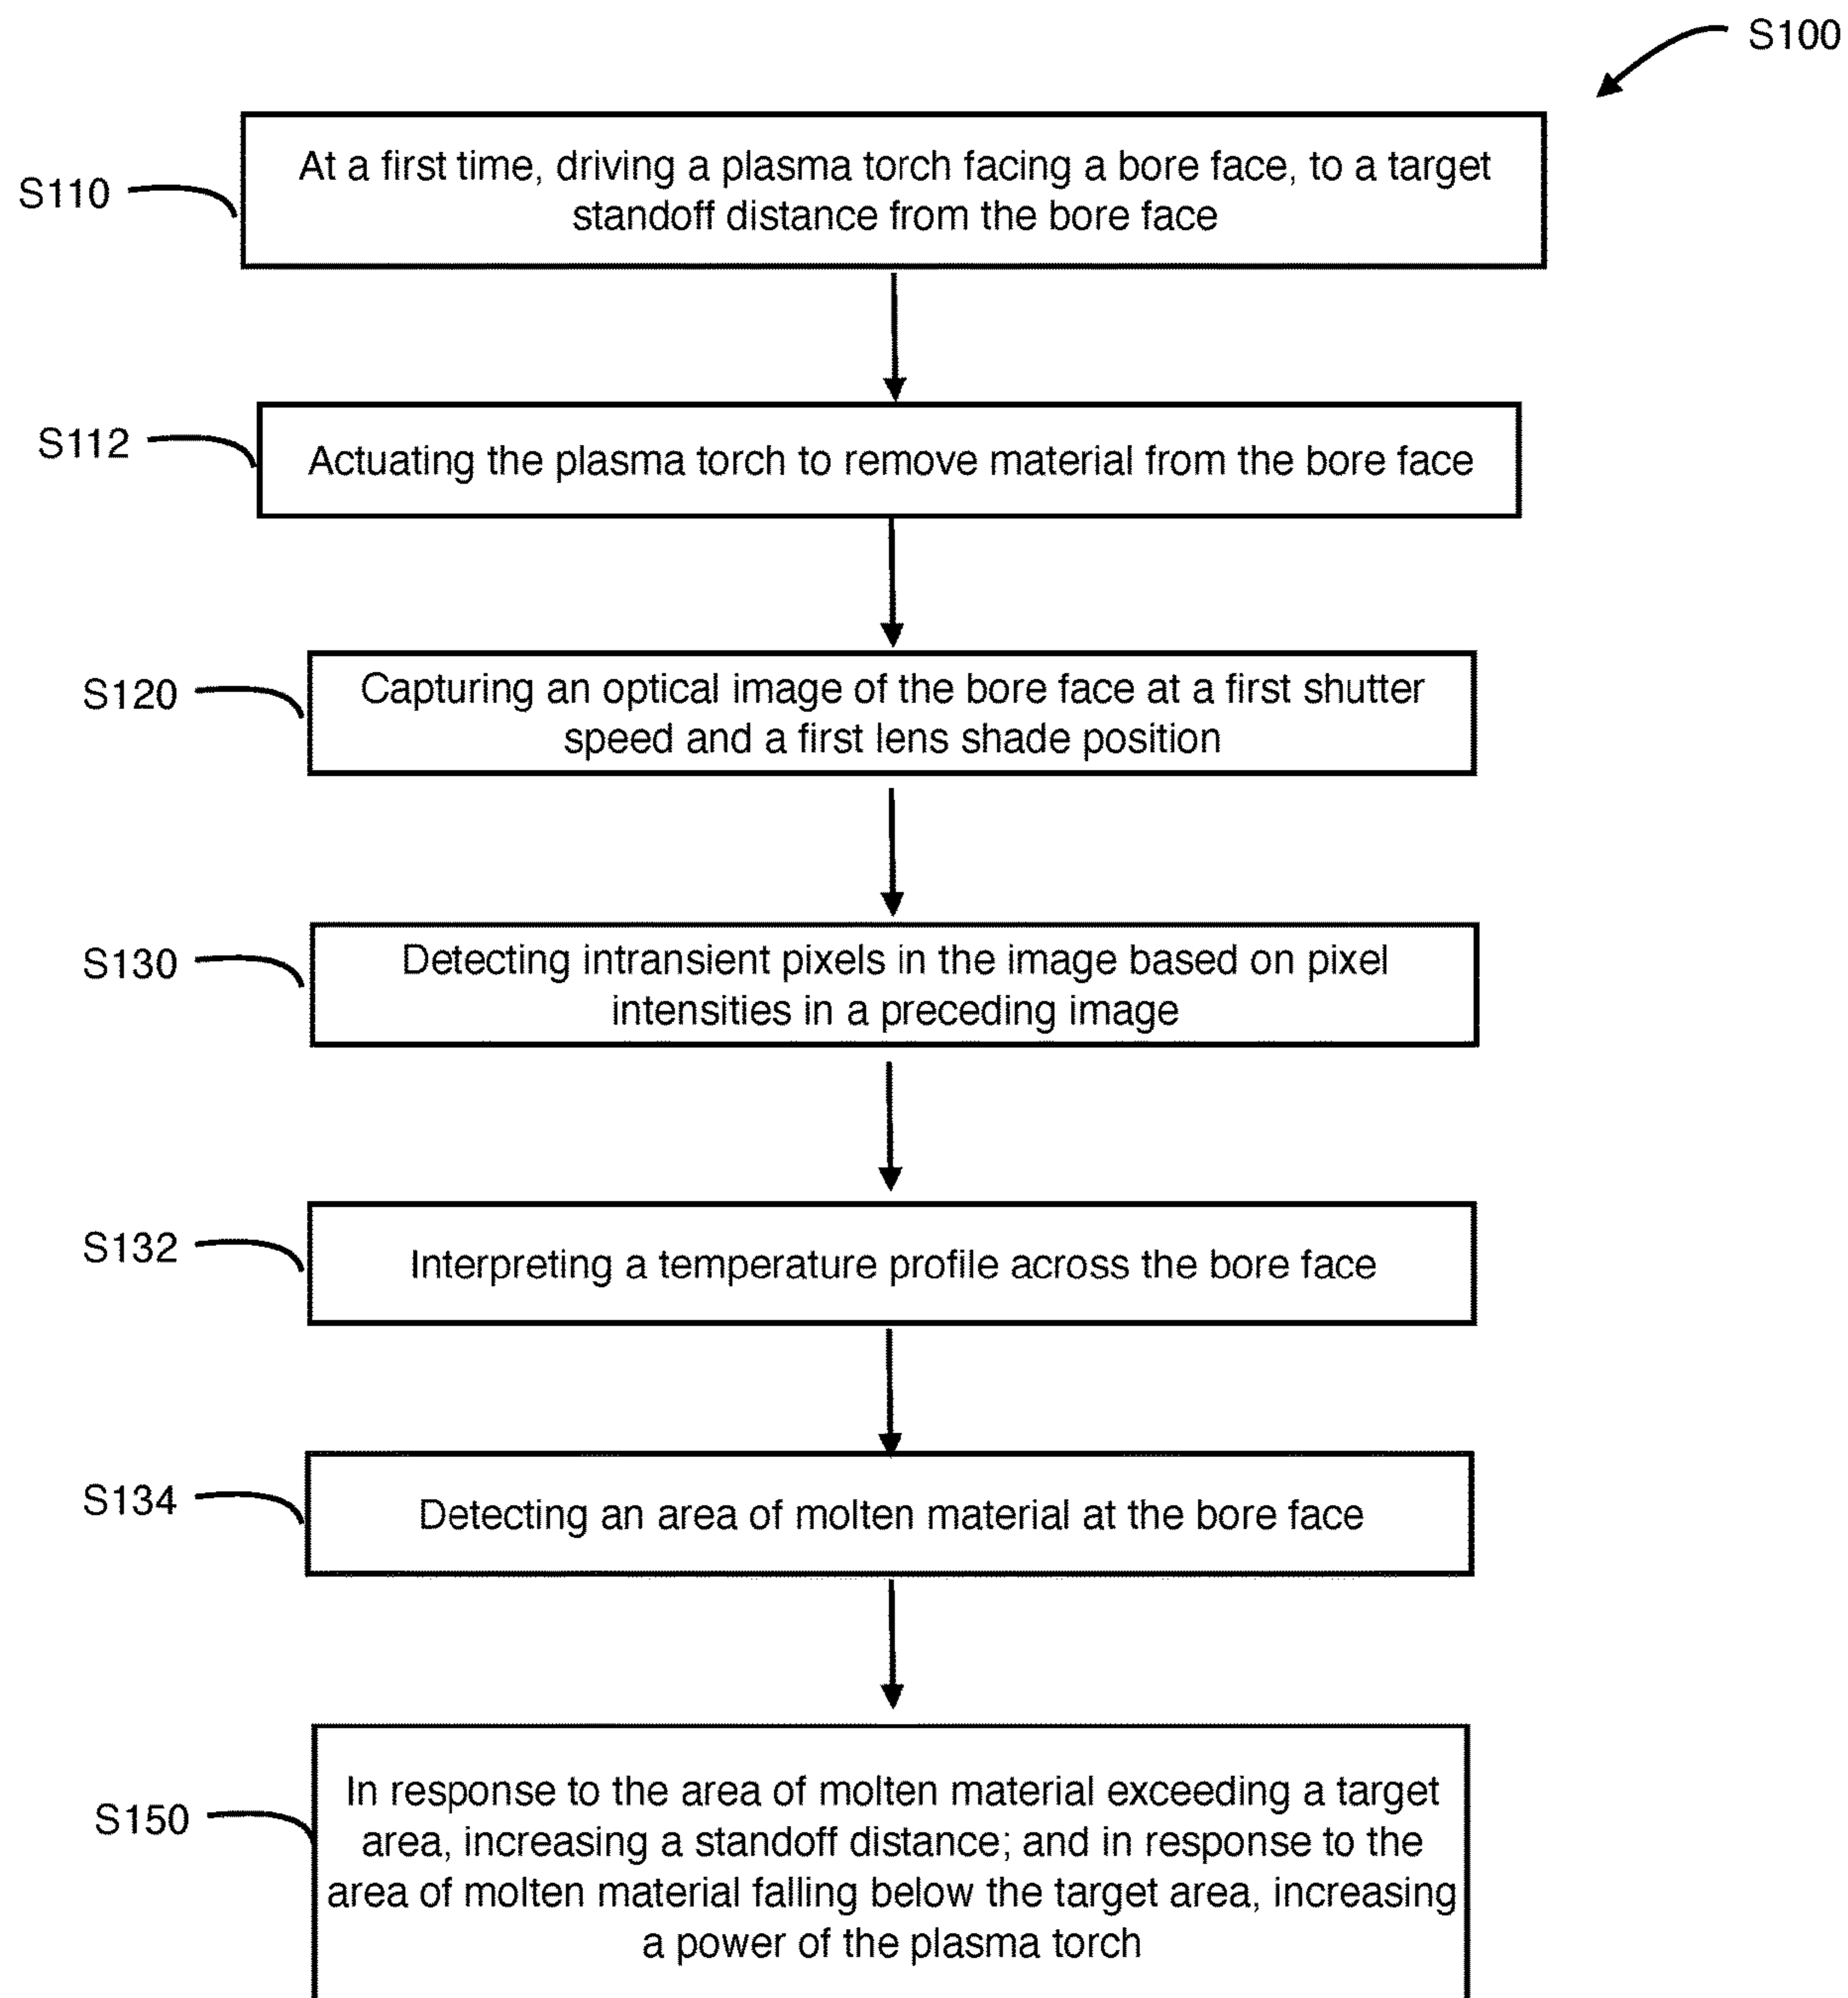 S100
S110
At a first time, driving a plasma torch facing a bore face, to a target
standoff distance from the bore face
S112
Actuating the plasma torch to remove material from the bore face
S120
Capturing an optical image of the bore face at a first shutter
speed and a first lens shade position
S130
Detecting intransient pixels in the image based on pixel
intensities in a preceding image
S132
Interpreting a temperature profile across the bore face
S134
Detecting an area of molten material at the bore face
S150
In response to the area of molten material exceeding a target
area, increasing a standoff distance; and in response to the
area of molten material falling below the target area, increasing
a power of the plasma torch